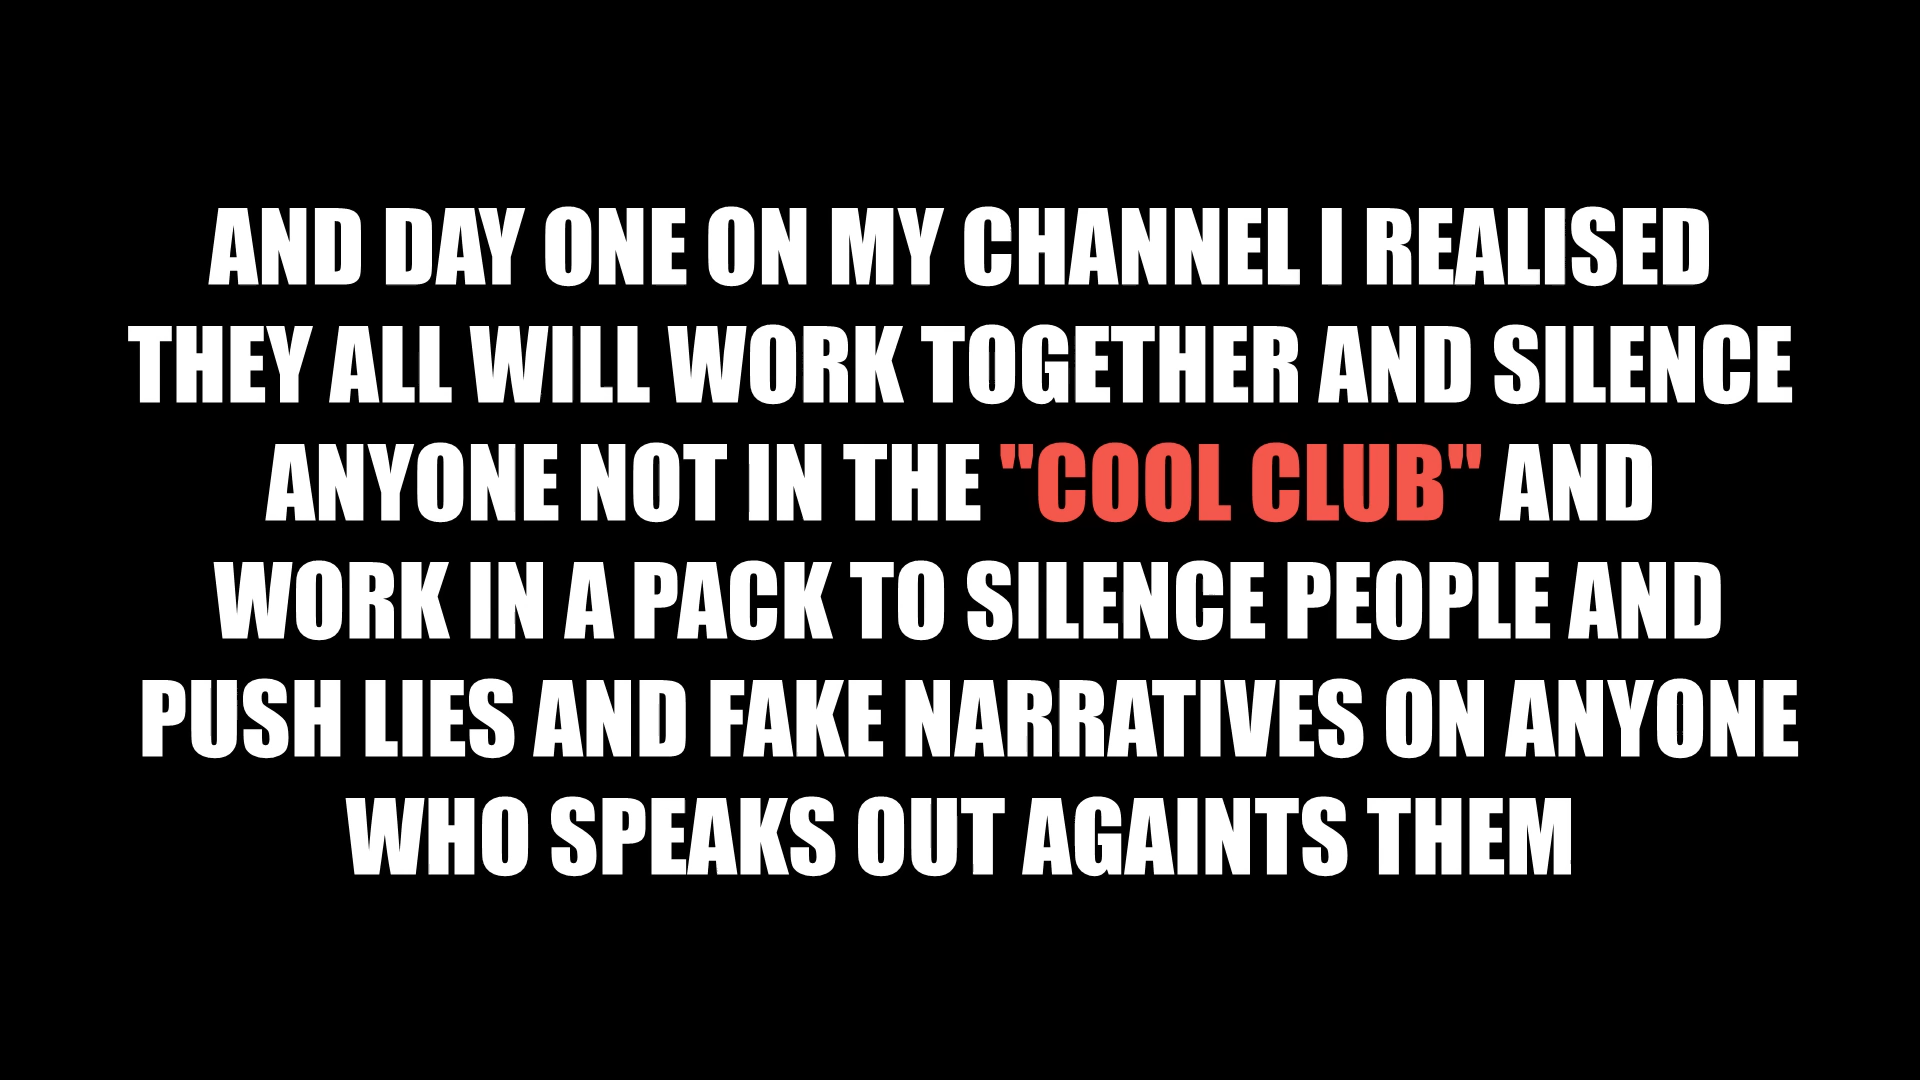 AND DAY ONE ON MY CHANNEL I REALISED
THEY ALL WILL WORK TOGETHER AND SILENCE
ANYONE NOT IN THE "COOL CLUB" AND
WORK IN A PACK TO SILENCE PEOPLE AND
PUSH LIES AND FAKE NARRATIVES ON ANYONE
WHO SPEAKS OUT AGAINTS THEM